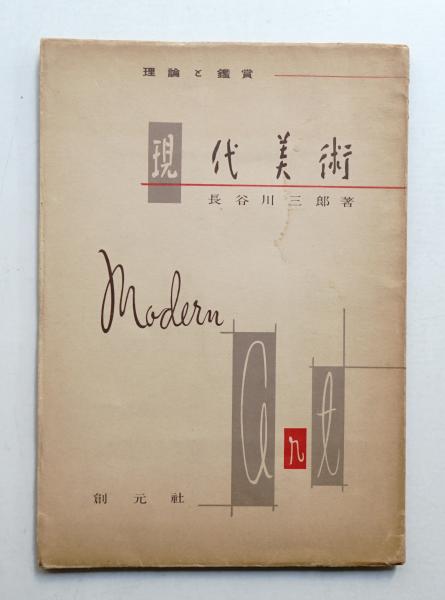 理論と鑑賞
現代美術
長谷川三郎著
Modern
art
創元社